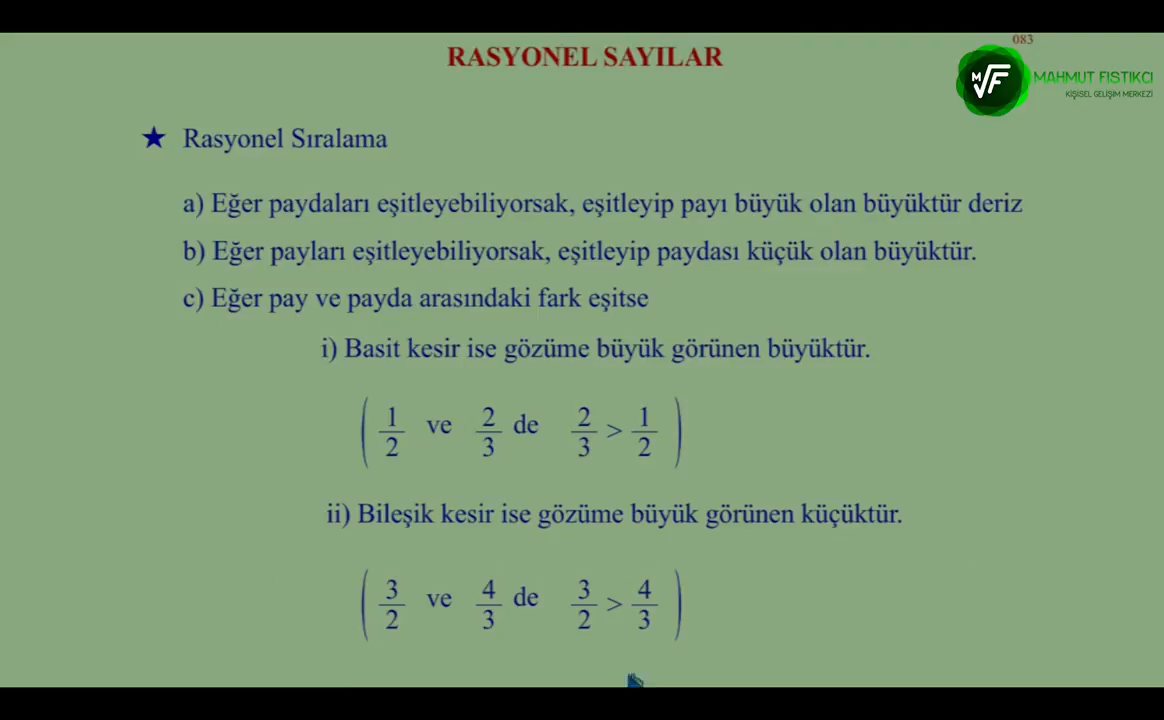 083
RASYONEL SAYILAR
M√F MAHMUT FISTIKCI
KİŞİSEL GELİŞİM MERKEZİ
★ Rasyonel Sıralama
a) Eğer paydaları eşitleyebiliyorsak, eşitleyip payı büyük olan büyüktür deriz
b) Eğer payları eşitleyebiliyorsak, eşitleyip paydası küçük olan büyüktür.
c) Eğer pay ve payda arasındaki fark eşitse
i) Basit kesir ise gözüme büyük görünen büyüktür.
( 1/2 ve 2/3 de 2/3 > 1/2 )
ii) Bileşik kesir ise gözüme büyük görünen küçüktür.
( 3/2 ve 4/3 de 3/2 > 4/3 )